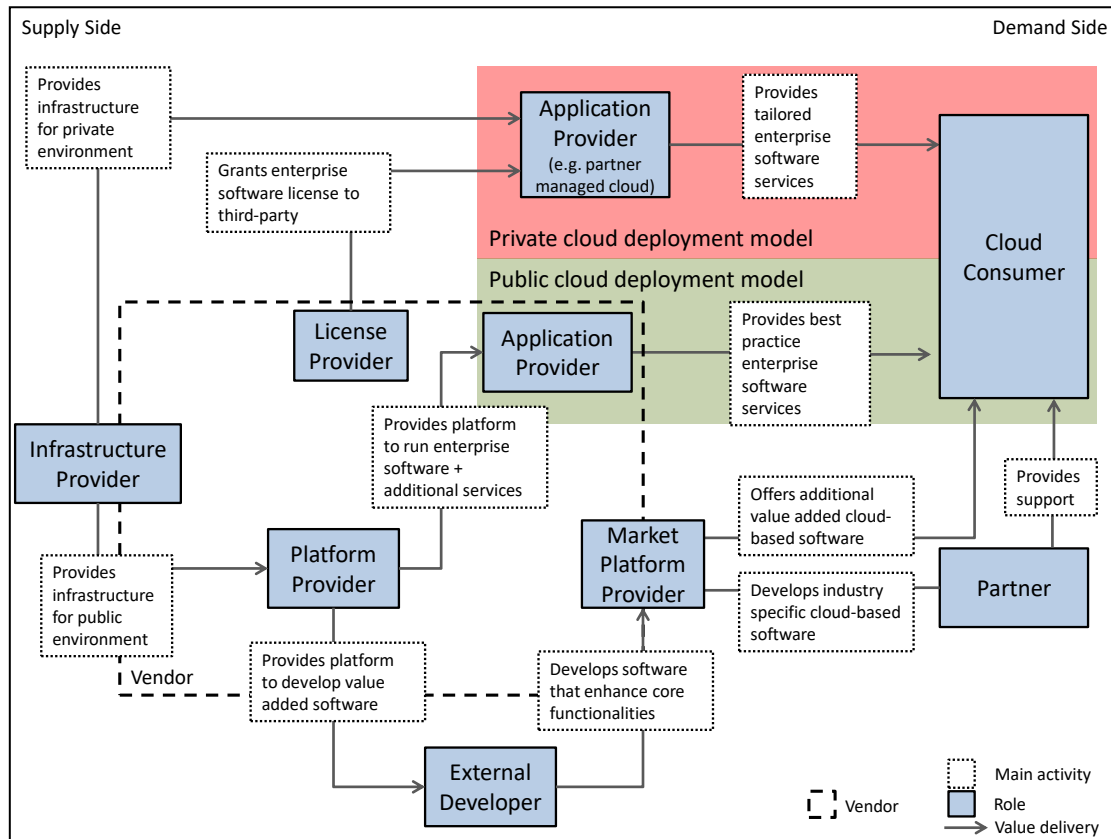 Supply Side
Demand Side
Provides
infrastructure
for private
environment
Application
Provider
(e.g. partner
managed cloud)
Provides
tailored
enterprise
software
services
Grants enterprise
software license to
third-party
Cloud
Consumer
Private cloud deployment model
Public cloud deployment model
License
Provider
Application
Provider
Provides best
practice
enterprise
software
services
Infrastructure
Provider
Provides platform
to run enterprise
software +
additional services
Provides
support
Offers additional
value added cloud-
based software
Platform
Provider
Market
Platform
Provider
Provides
infrastructure
for public
environment
Develops industry
specific cloud-based
software
Partner
Vendor
Provides platform
to develop value
added software
Develops software
that enhance core
functionalities
External
Developer
Vendor
Main activity
Role
Value delivery